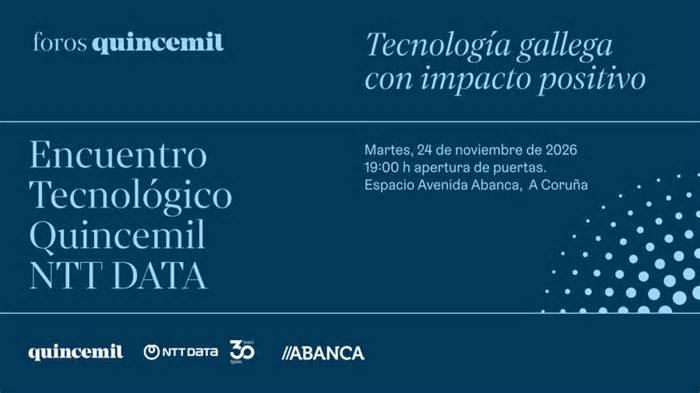 foros quincemil
Tecnología gallega
con impacto positivo
Encuentro
Tecnológico
Quincemil
NTT DATA
Martes, 24 de noviembre de 2026
19:00 h apertura de puertas.
Espacio Avenida Abanca, A Coruña
quincemil
NTT DATA
30
//ABANCA